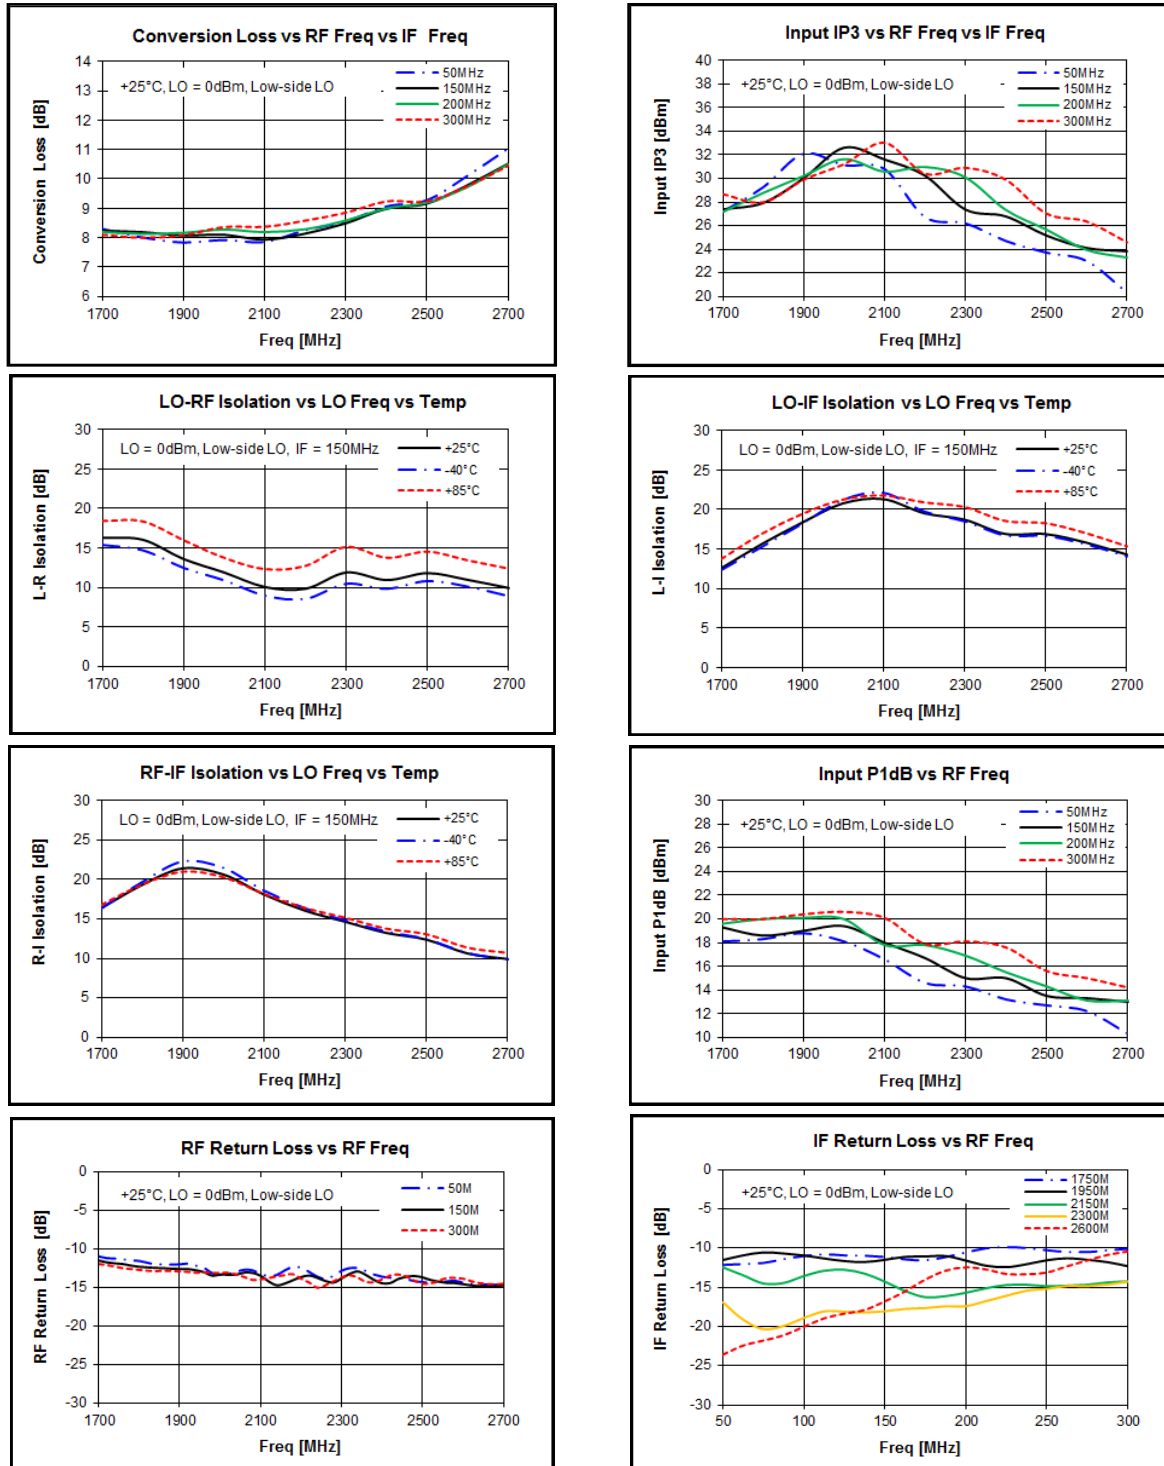 Conversion Loss vs RF Freq vs IF Freq
+25°C, LO = 0dBm, Low-side LO
50MHz
150MHz
200MHz
300MHz
Conversion Loss [dB]
14
13
12
11
10
9
8
7
6
1700 1900 2100 2300 2500 2700
Freq [MHz]
Input IP3 vs RF Freq vs IF Freq
+25°C, LO = 0dBm, Low-side LO
50MHz
150MHz
200MHz
300MHz
Input IP3 [dBm]
40
38
36
34
32
30
28
26
24
22
20
1700 1900 2100 2300 2500 2700
Freq [MHz]
LO-RF Isolation vs LO Freq vs Temp
LO = 0dBm, Low-side LO, IF = 150MHz
+25°C
-40°C
+85°C
L-R Isolation [dB]
30
25
20
15
10
5
0
1700 1900 2100 2300 2500 2700
Freq [MHz]
LO-IF Isolation vs LO Freq vs Temp
LO = 0dBm, Low-side LO, IF = 150MHz
+25°C
-40°C
+85°C
L-I Isolation [dB]
30
25
20
15
10
5
0
1700 1900 2100 2300 2500 2700
Freq [MHz]
RF-IF Isolation vs LO Freq vs Temp
LO = 0dBm, Low-side LO, IF = 150MHz
+25°C
-40°C
+85°C
R-I Isolation [dB]
30
25
20
15
10
5
0
1700 1900 2100 2300 2500 2700
Freq [MHz]
Input P1dB vs RF Freq
+25°C, LO = 0dBm, Low-side LO
50MHz
150MHz
200MHz
300MHz
Input P1dB [dBm]
30
28
26
24
22
20
18
16
14
12
10
1700 1900 2100 2300 2500 2700
Freq [MHz]
RF Return Loss vs RF Freq
+25°C, LO = 0dBm, Low-side LO
50M
150M
300M
RF Return Loss [dB]
0
-5
-10
-15
-20
-25
-30
1700 1900 2100 2300 2500 2700
Freq [MHz]
IF Return Loss vs RF Freq
+25°C, LO = 0dBm, Low-side LO
1750M
1950M
2150M
2300M
2600M
IF Return Loss [dB]
0
-5
-10
-15
-20
-25
-30
50 100 150 200 250 300
Freq [MHz]